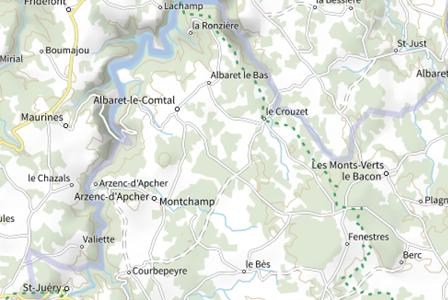 Fridefont
Lachamp
la Ronzière
la bessière
Boumajou
St-Just
Mirial
Albaret le Bas
Albaret
Albaret-le-Comtal
le Crouzet
Maurines
Les Monts-Verts
le Bacon
le Chazals
Arzenc-d'Apcher
Arzenc-d'Apcher
Montchamp
Plagn
ules
Valiette
Fenestres
Berc
le Bès
Corbepeyre
St-Juéry